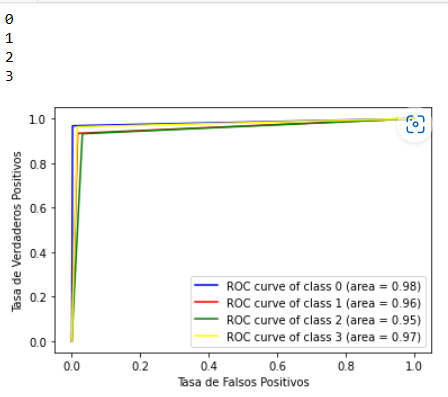 0
1
2
3
1.0
0.8
0.6
0.4
0.2
0.0
Tasa de Verdaderos Positivos
ROC curve of class 0 (area = 0.98)
ROC curve of class 1 (area = 0.96)
ROC curve of class 2 (area = 0.95)
ROC curve of class 3 (area = 0.97)
0.0 0.2 0.4 0.6 0.8 1.0
Tasa de Falsos Positivos